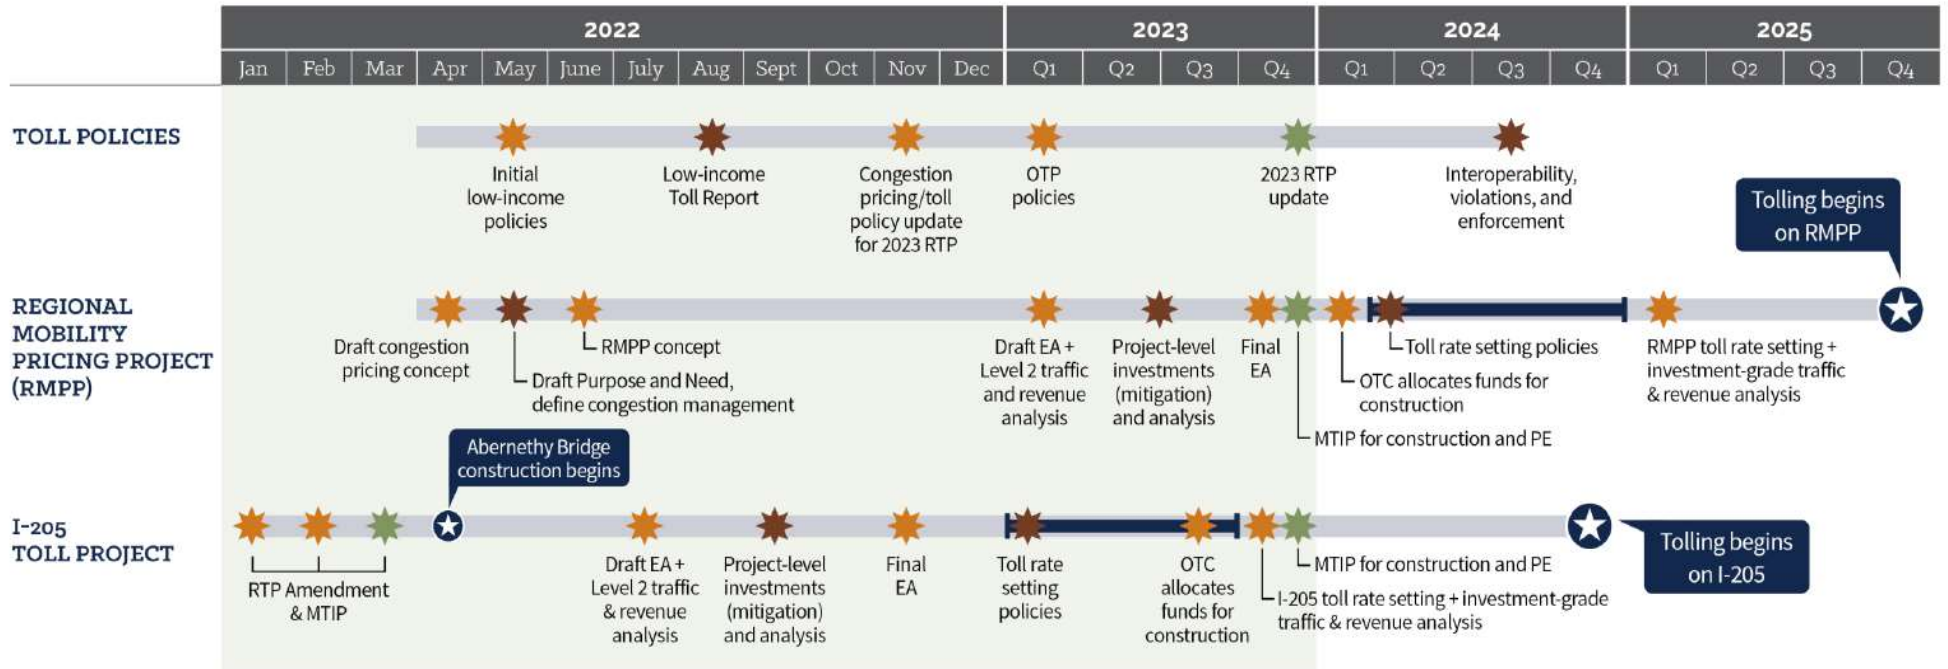 2022 2023 2024 2025
Jan Feb Mar Apr May June July Aug Sept Oct Nov Dec Q1 Q2 Q3 Q4 Q1 Q2 Q3 Q4 Q1 Q2 Q3 Q4
TOLL POLICIES
Initial
low-income
policies
Low-income
Toll Report
Congestion
pricing/toll
policy update
for 2023 RTP
OTP
policies
2023 RTP
update
Interoperability,
violations, and
enforcement
Tolling begins
on RMPP
REGIONAL
MOBILITY
PRICING PROJECT
(RMPP)
Draft congestion
pricing concept
RMPP concept
Draft Purpose and Need,
define congestion management
Draft EA +
Level 2 traffic
and revenue
analysis
Project-level
investments
(mitigation)
and analysis
Final
EA
Toll rate setting policies
OTC allocates funds for
construction
MTIP for construction and PE
RMPP toll rate setting +
investment-grade traffic
& revenue analysis
Abernethy Bridge
construction begins
I-205
TOLL PROJECT
RTP Amendment
& MTIP
Draft EA +
Level 2 traffic
& revenue
analysis
Project-level
investments
(mitigation)
and analysis
Final
EA
Toll rate
setting
policies
OTC
allocates
funds for
construction
MTIP for construction and PE
I-205 toll rate setting + investment-grade
traffic & revenue analysis
Tolling begins
on I-205